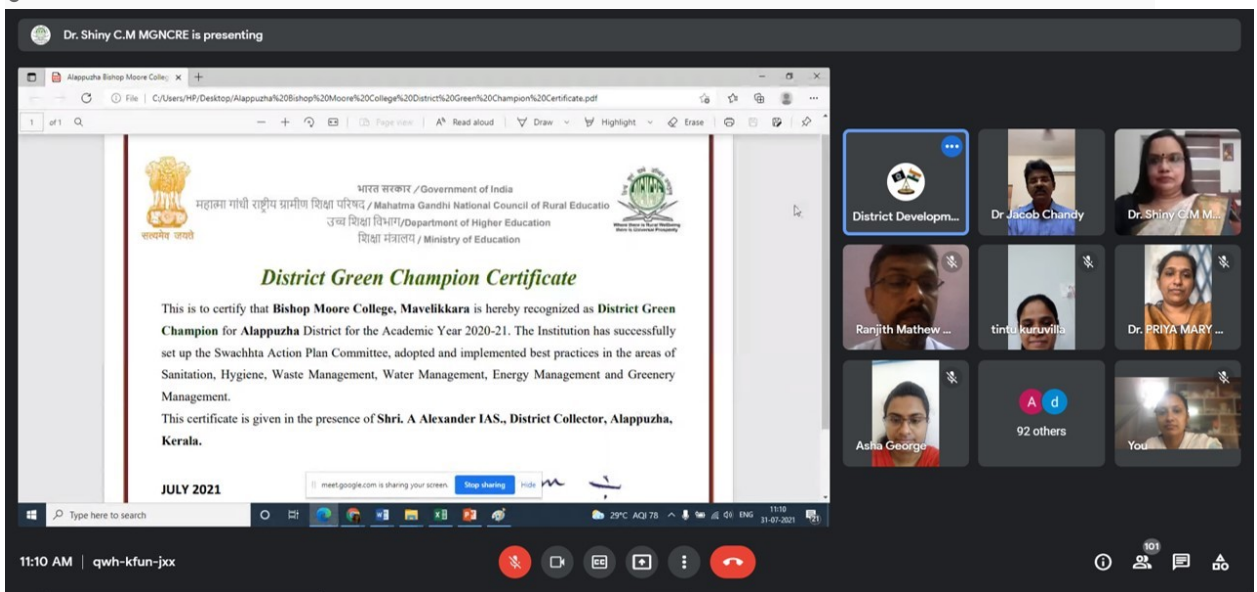 Dr. Shiny C.M MGNCRE is presenting
Alappuzha Bishop Moore Colleg
File | C:/Users/HP/Desktop/Alappuzha%20Bishop%20Moore%20College%20District%20Green%20Champion%20Certificate.pdf
1 of 1 Page view Read aloud Draw Highlight Erase
भारत सरकार /Government of India
महात्मा गांधी राष्ट्रीय ग्रामीण शिक्षा परिषद / Mahatma Gandhi National Council of Rural Educatio
उच्च शिक्षा विभाग/Department of Higher Education
शिक्षा मंत्रालय / Ministry of Education
सत्यमेव जयते
District Green Champion Certificate
This is to certify that Bishop Moore College, Mavelikkara is hereby recognized as District Green
Champion for Alappuzha District for the Academic Year 2020-21. The Institution has successfully
set up the Swachhta Action Plan Committee, adopted and implemented best practices in the areas of
Sanitation, Hygiene, Waste Management, Water Management, Energy Management and Greenery
Management.
This certificate is given in the presence of Shri. A Alexander IAS., District Collector, Alappuzha,
Kerala.
JULY 2021
meet.google.com is sharing your screen. Stop sharing Hide
Type here to search
29°C AQI 78 ENG 11:10
31-07-2021 21
District Developm...
Dr Jacob Chandy
Dr. Shiny C.M M...
Ranjith Mathew ...
tintu kuruvilla
Dr. PRIYA MARY ...
Asha George
A d
92 others
You
11:10 AM | qwh-kfun-jxx
CC
101